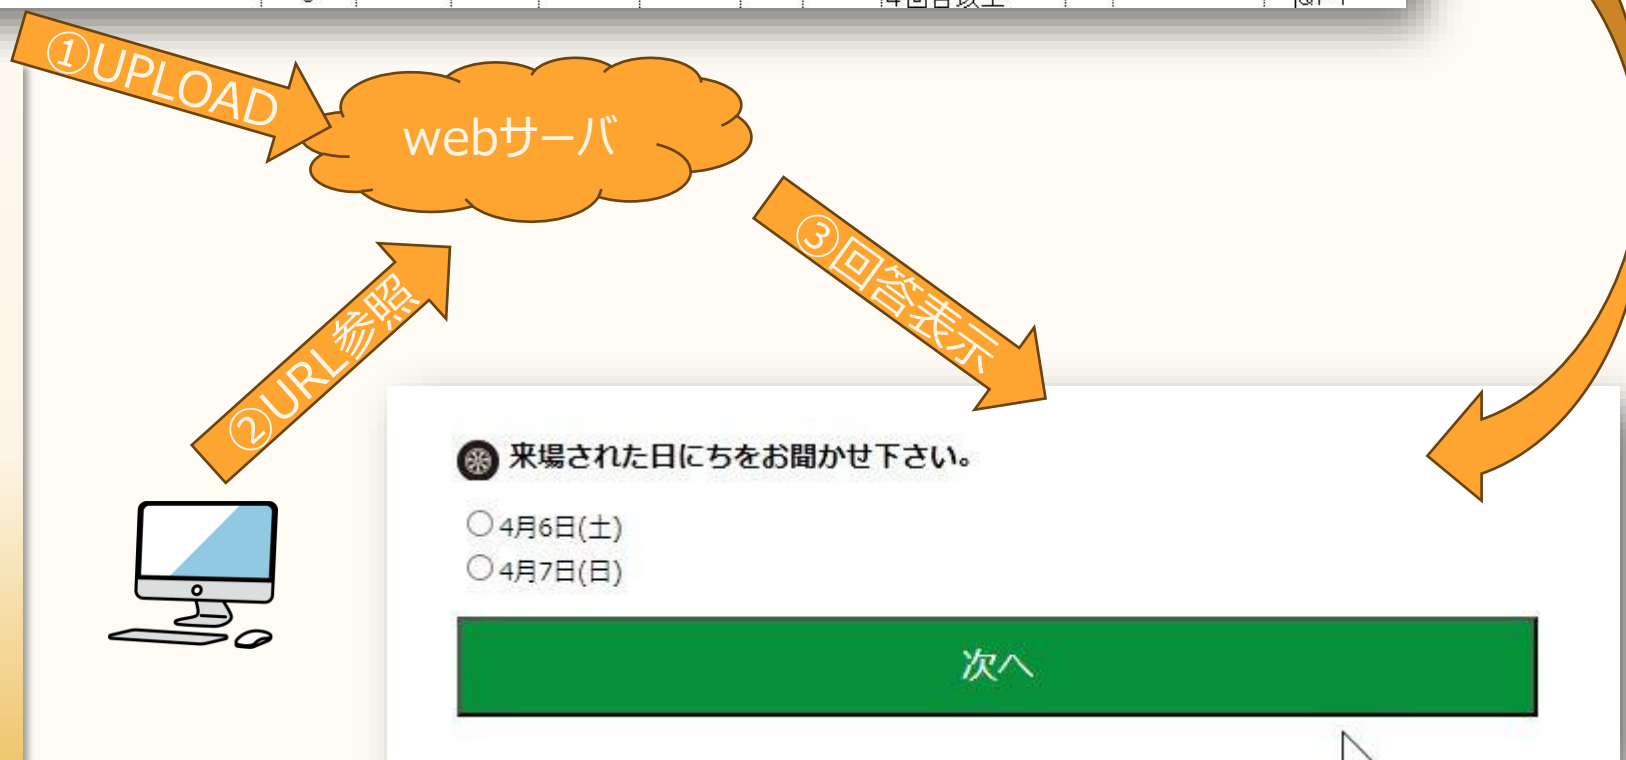 ①UPLOAD
webサーバ
②URL参照
③回答表示
来場された日にちをお聞かせ下さい。
4月6日(土)
4月7日(日)
次へ